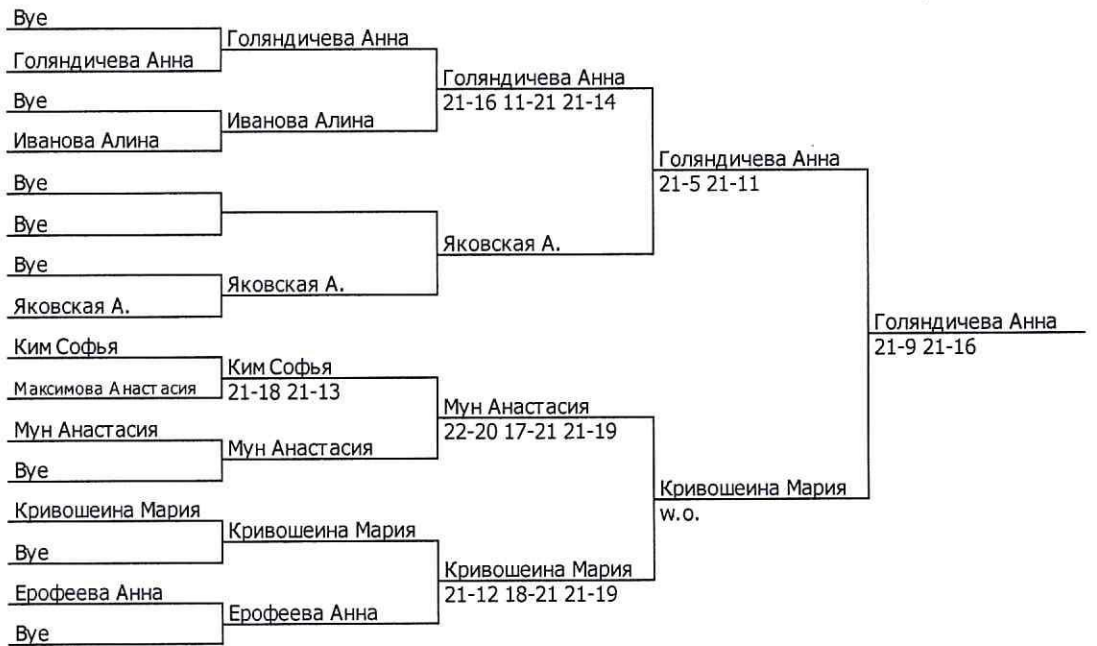 Bye
Голяндичева Анна
Bye
Иванова Алина
Bye
Bye
Bye
Яковская А.
Ким Софья
Максимова Анастасия
Мун Анастасия
Bye
Кривошеина Мария
Bye
Ерофеева Анна
Bye
Голяндичева Анна
Иванова Алина
Яковская А.
Ким Софья
21-18 21-13
Мун Анастасия
Кривошеина Мария
Ерофеева Анна
Голяндичева Анна
21-16 11-21 21-14
Яковская А.
Мун Анастасия
22-20 17-21 21-19
Кривошеина Мария
21-12 18-21 21-19
Голяндичева Анна
21-5 21-11
Кривошеина Мария
w.o.
Голяндичева Анна
21-9 21-16